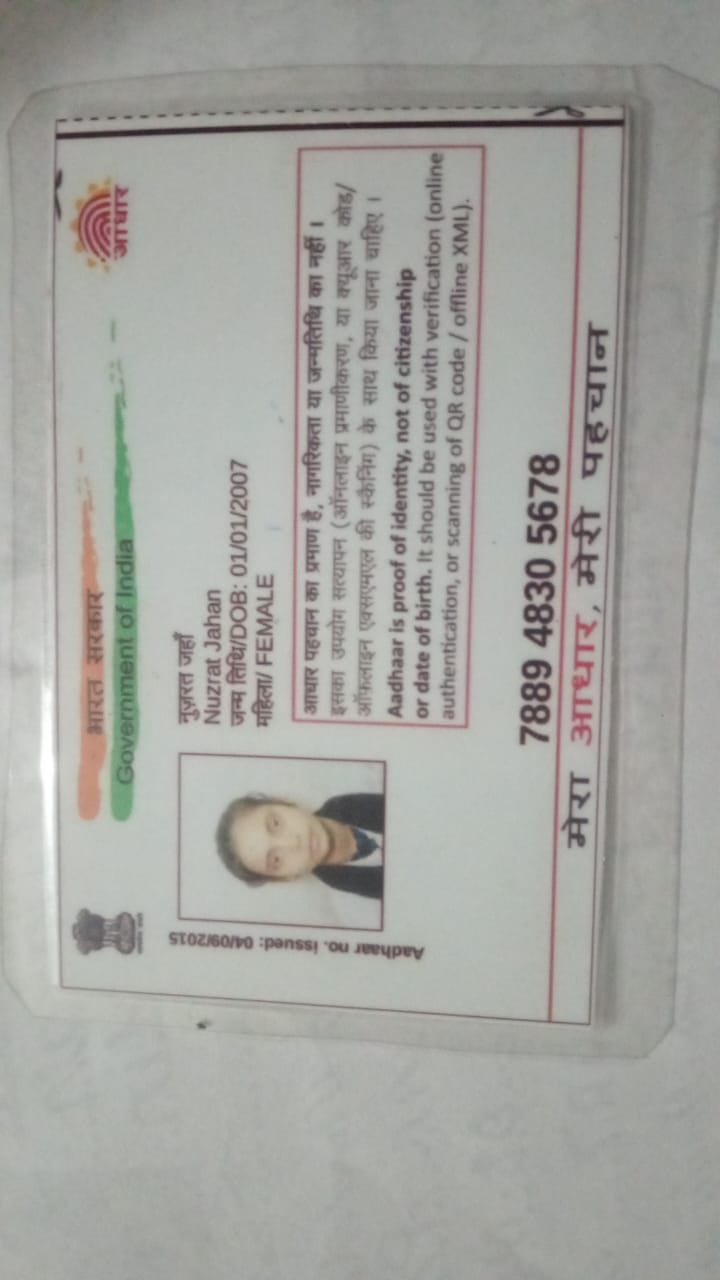 भारत सरकार
Government of India
आधार
नुज़रत जहाँ
Nuzrat Jahan
जन्म तिथि/DOB: 01/01/2007
महिला/ FEMALE
Aadhaar no. issued: 04/09/2015
आधार पहचान का प्रमाण है, नागरिकता या जन्मतिथि का नहीं ।
इसका उपयोग सत्यापन (ऑनलाइन प्रमाणीकरण, या क्यूआर कोड/
ऑफलाइन एक्सएमएल की स्कैनिंग) के साथ किया जाना चाहिए ।
Aadhaar is proof of identity, not of citizenship
or date of birth. It should be used with verification (online
authentication, or scanning of QR code / offline XML).
7889 4830 5678
मेरा आधार, मेरी पहचान